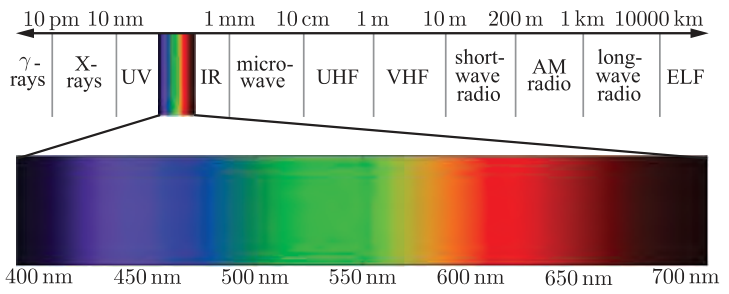 10 pm 10 nm 1 mm 10 cm 1 m 10 m 200 m 1 km 10000 km
γ-
rays
X-
rays
UV
IR
micro-
wave
UHF
VHF
short-
wave
radio
AM
radio
long-
wave
radio
ELF
400 nm 450 nm 500 nm 550 nm 600 nm 650 nm 700 nm